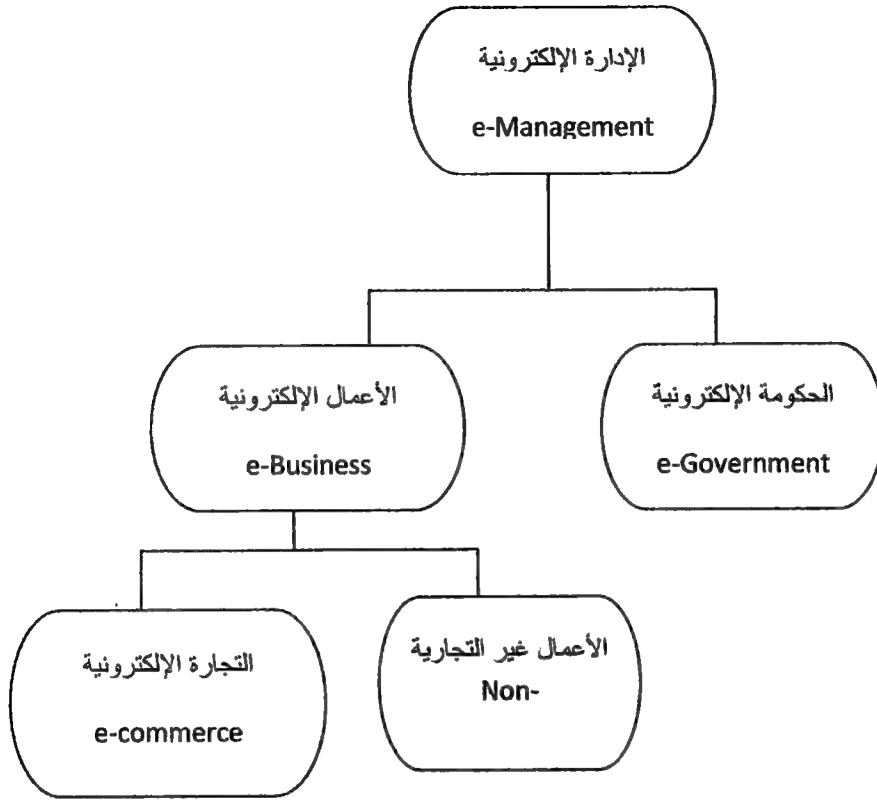 الإدارة الإلكترونية
e-Management
الحكومة الإلكترونية
e-Government
الأعمال الإلكترونية
e-Business
الأعمال غير التجارية
Non-
التجارة الإلكترونية
e-commerce